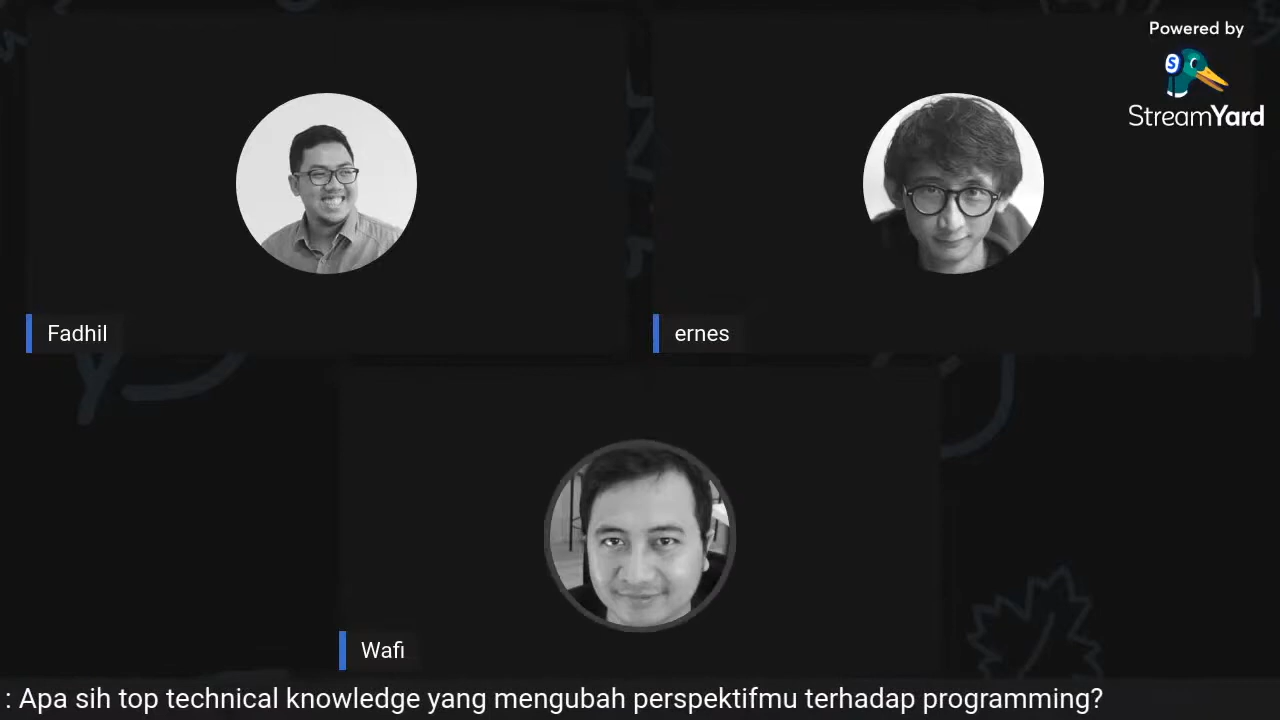 Powered by
S
StreamYard
Fadhil
ernes
Wafi
: Apa sih top technical knowledge yang mengubah perspektifmu terhadap programming?